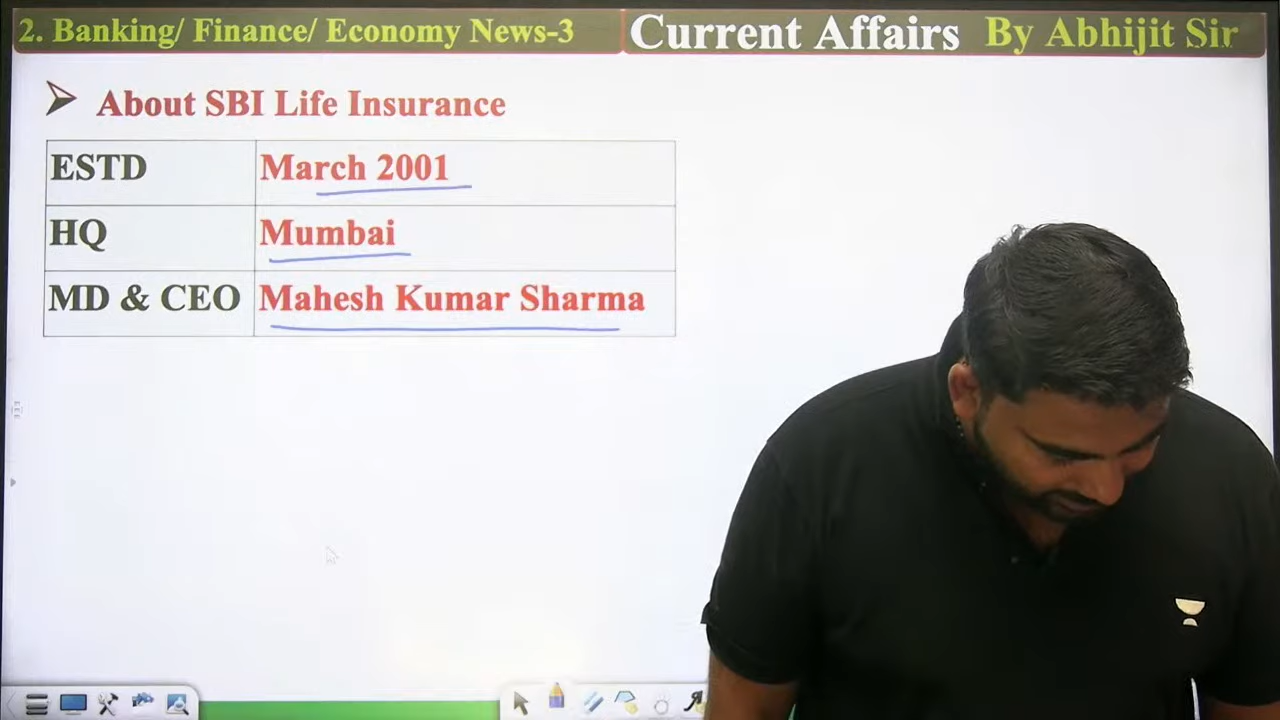 2. Banking/ Finance/ Economy News-3
Current Affairs By Abhijit Sir
About SBI Life Insurance
ESTD March 2001
HQ Mumbai
MD & CEO Mahesh Kumar Sharma